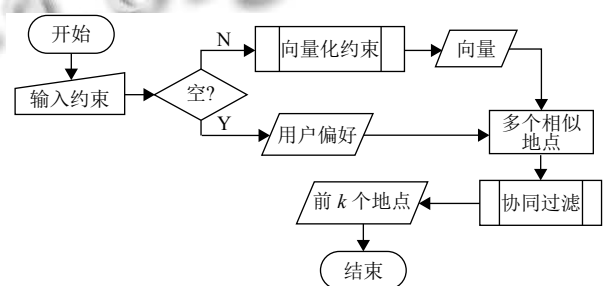 开始
输入约束
空?
N
向量化约束
向量
Y
用户偏好
多个相似
地点
协同过滤
前 k 个地点
结束